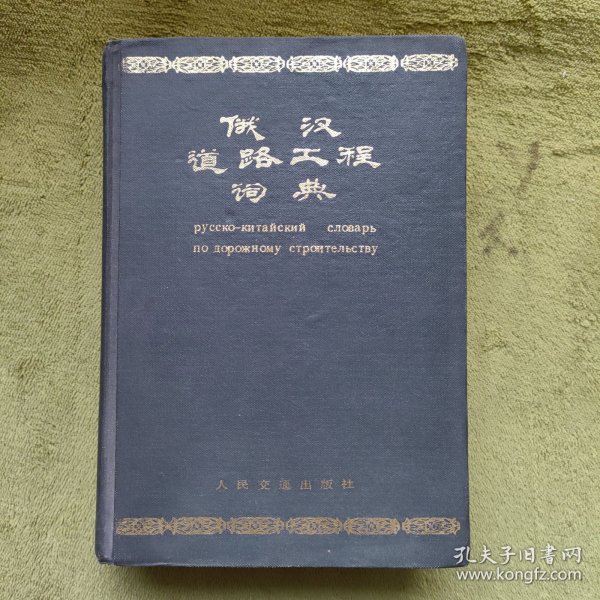 俄汉
道路工程
词典
русско-китайский словарь
по дорожному строительству
人民交通出版社
孔夫子旧书网
www.kongfz.com